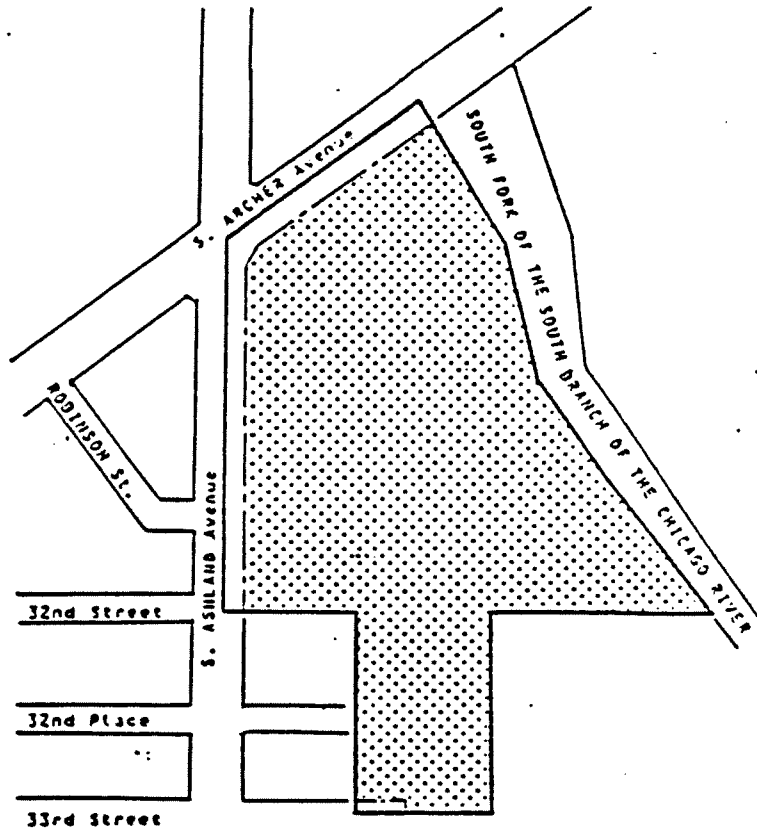 S. ARCHER Avenue
SOUTH FORK OF THE SOUTH BRANCH OF THE CHICAGO RIVER
ROBINSON St.
S. ASHLAND Avenue
32nd Street
32nd Place
33rd Street